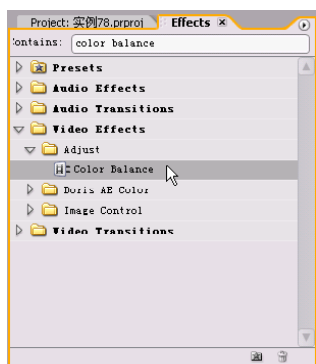 Project: 实例78.prproj Effects ×
ontains: color balance
Presets
Audio Effects
Audio Transitions
Video Effects
Adjust
Color Balance
Doris AE Color
Image Control
Video Transitions